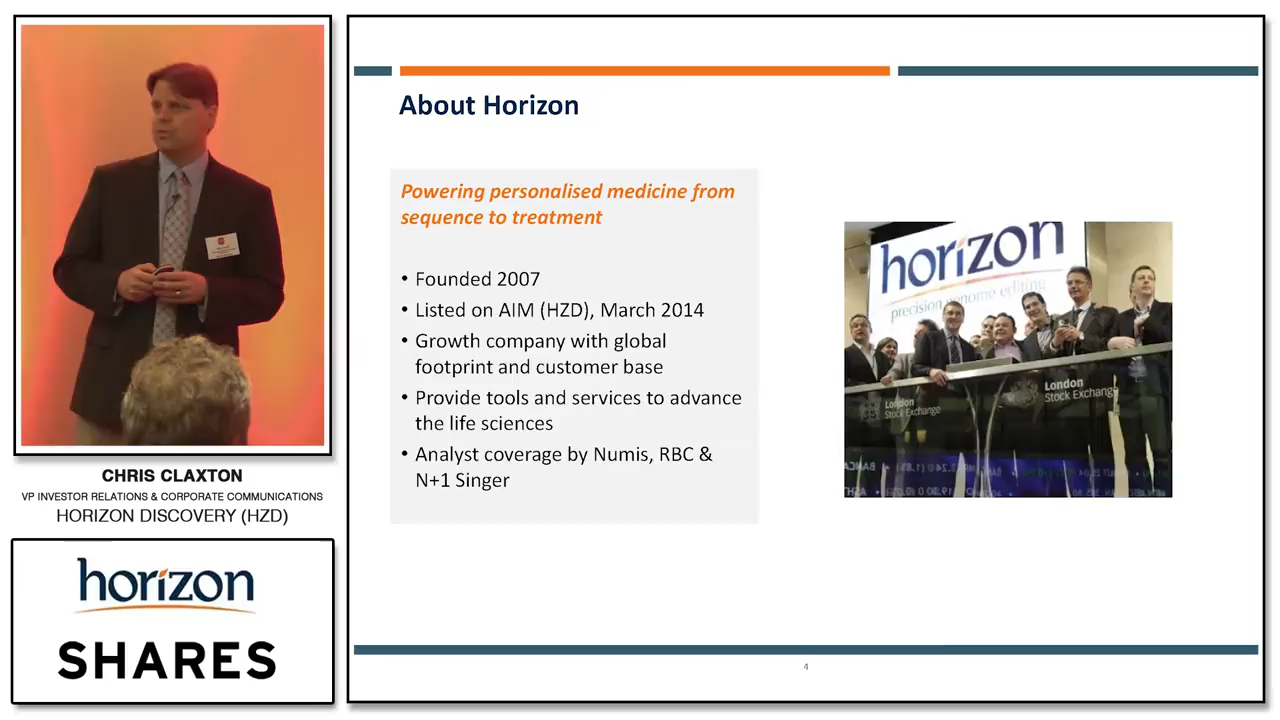 About Horizon
Powering personalised medicine from
sequence to treatment
• Founded 2007
• Listed on AIM (HZD), March 2014
• Growth company with global
footprint and customer base
• Provide tools and services to advance
the life sciences
• Analyst coverage by Numis, RBC &
N+1 Singer
horizon
precision genome editing
London
Stock Exchange
London
Stock Exchange
4
CHRIS CLAXTON
VP INVESTOR RELATIONS & CORPORATE COMMUNICATIONS
HORIZON DISCOVERY (HZD)
horizon
SHARES